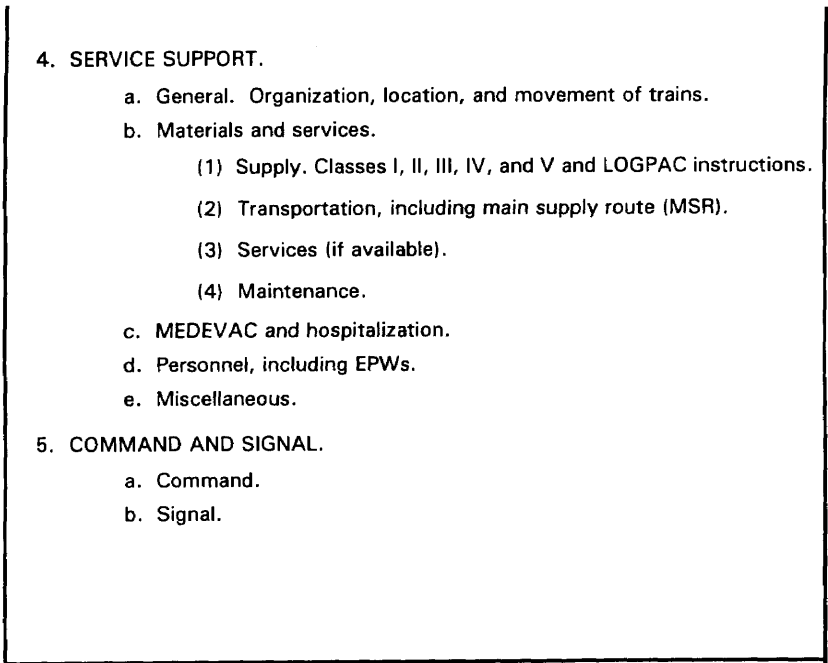 4. SERVICE SUPPORT.
a. General. Organization, location, and movement of trains.
b. Materials and services.
(1) Supply. Classes I, II, III, IV, and V and LOGPAC instructions.
(2) Transportation, including main supply route (MSR).
(3) Services (if available).
(4) Maintenance.
c. MEDEVAC and hospitalization.
d. Personnel, including EPWs.
e. Miscellaneous.
5. COMMAND AND SIGNAL.
a. Command.
b. Signal.